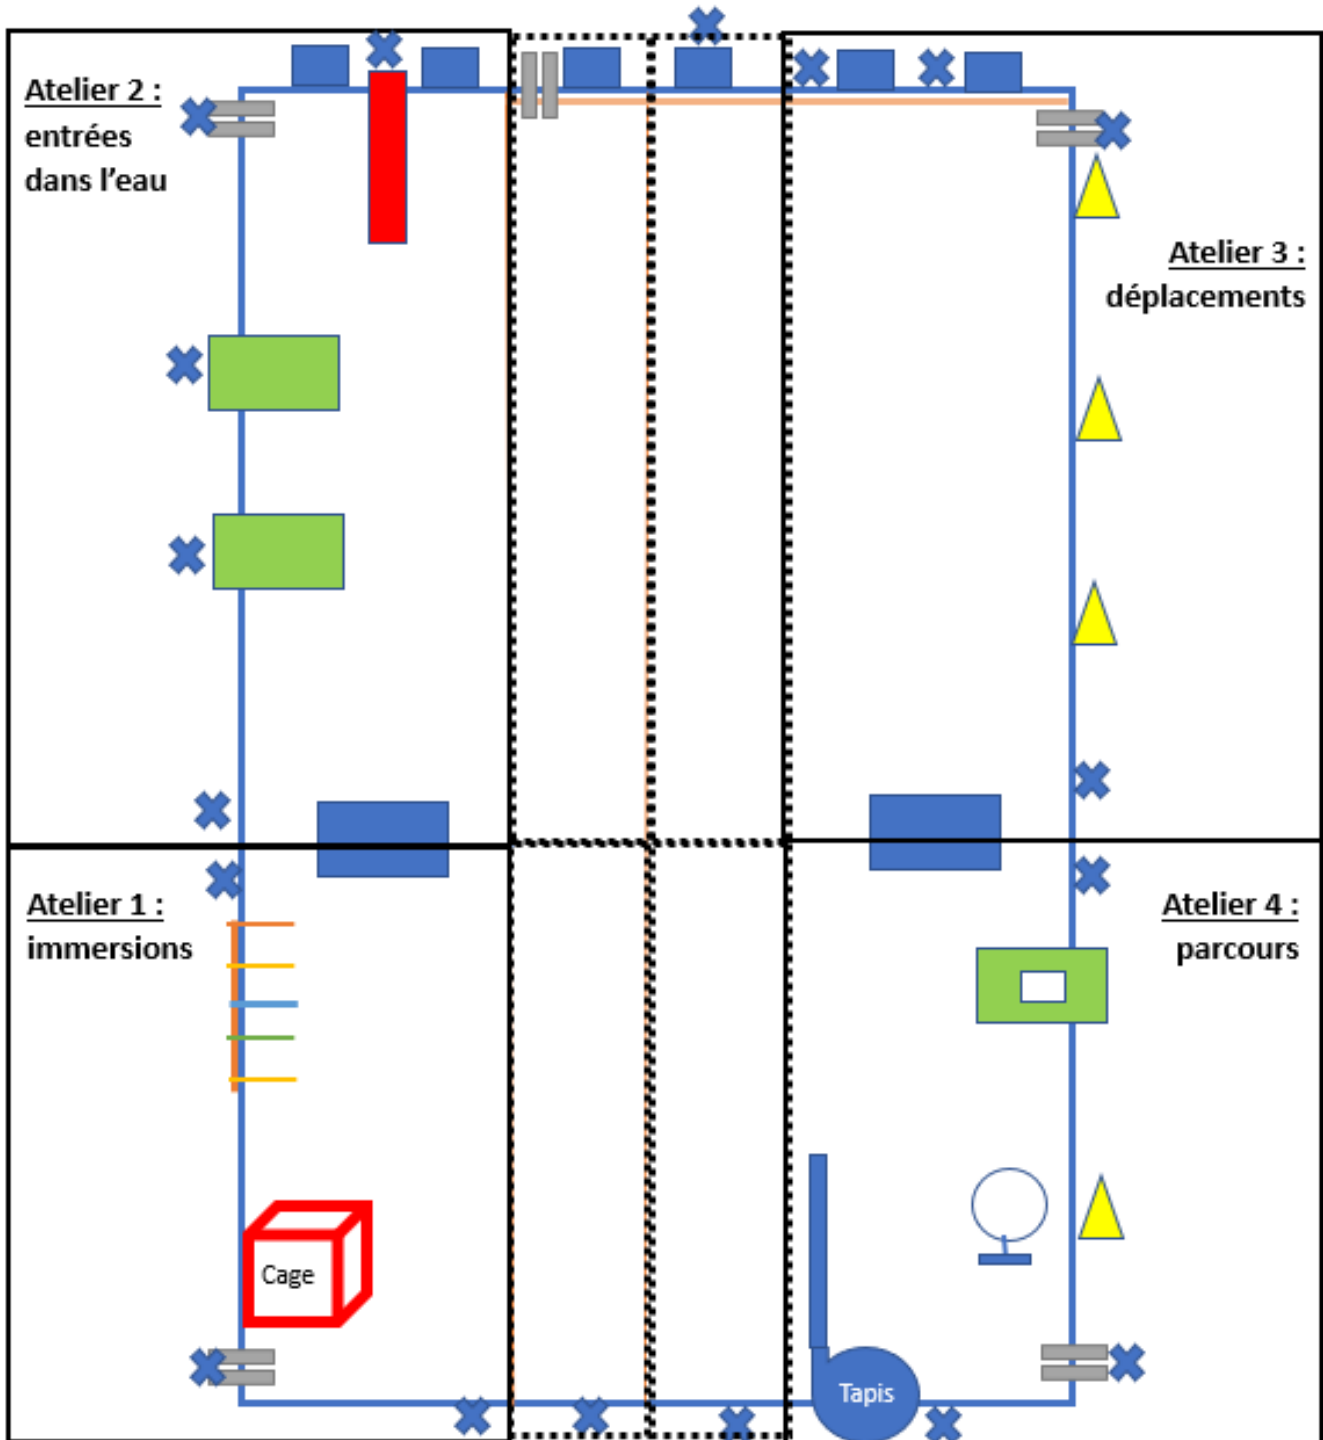 Atelier 2 :
entrées
dans l'eau
Atelier 3 :
déplacements
Atelier 1 :
immersions
Atelier 4 :
parcours
Cage
Tapis